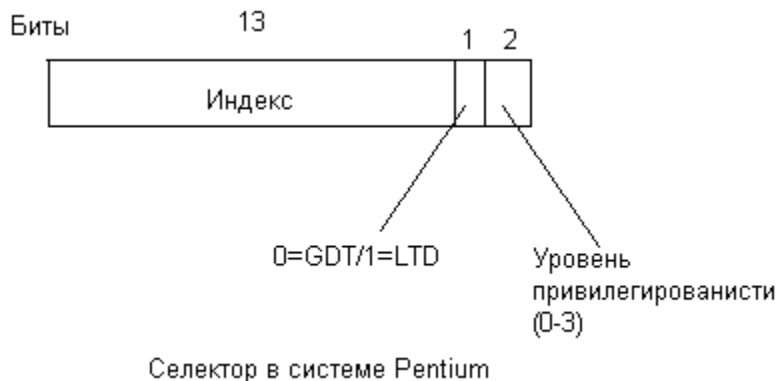 Биты 13 1 2
Индекс
0=GDT/1=LTD
Уровень
привилегированисти
(0-3)
Селектор в системе Pentium